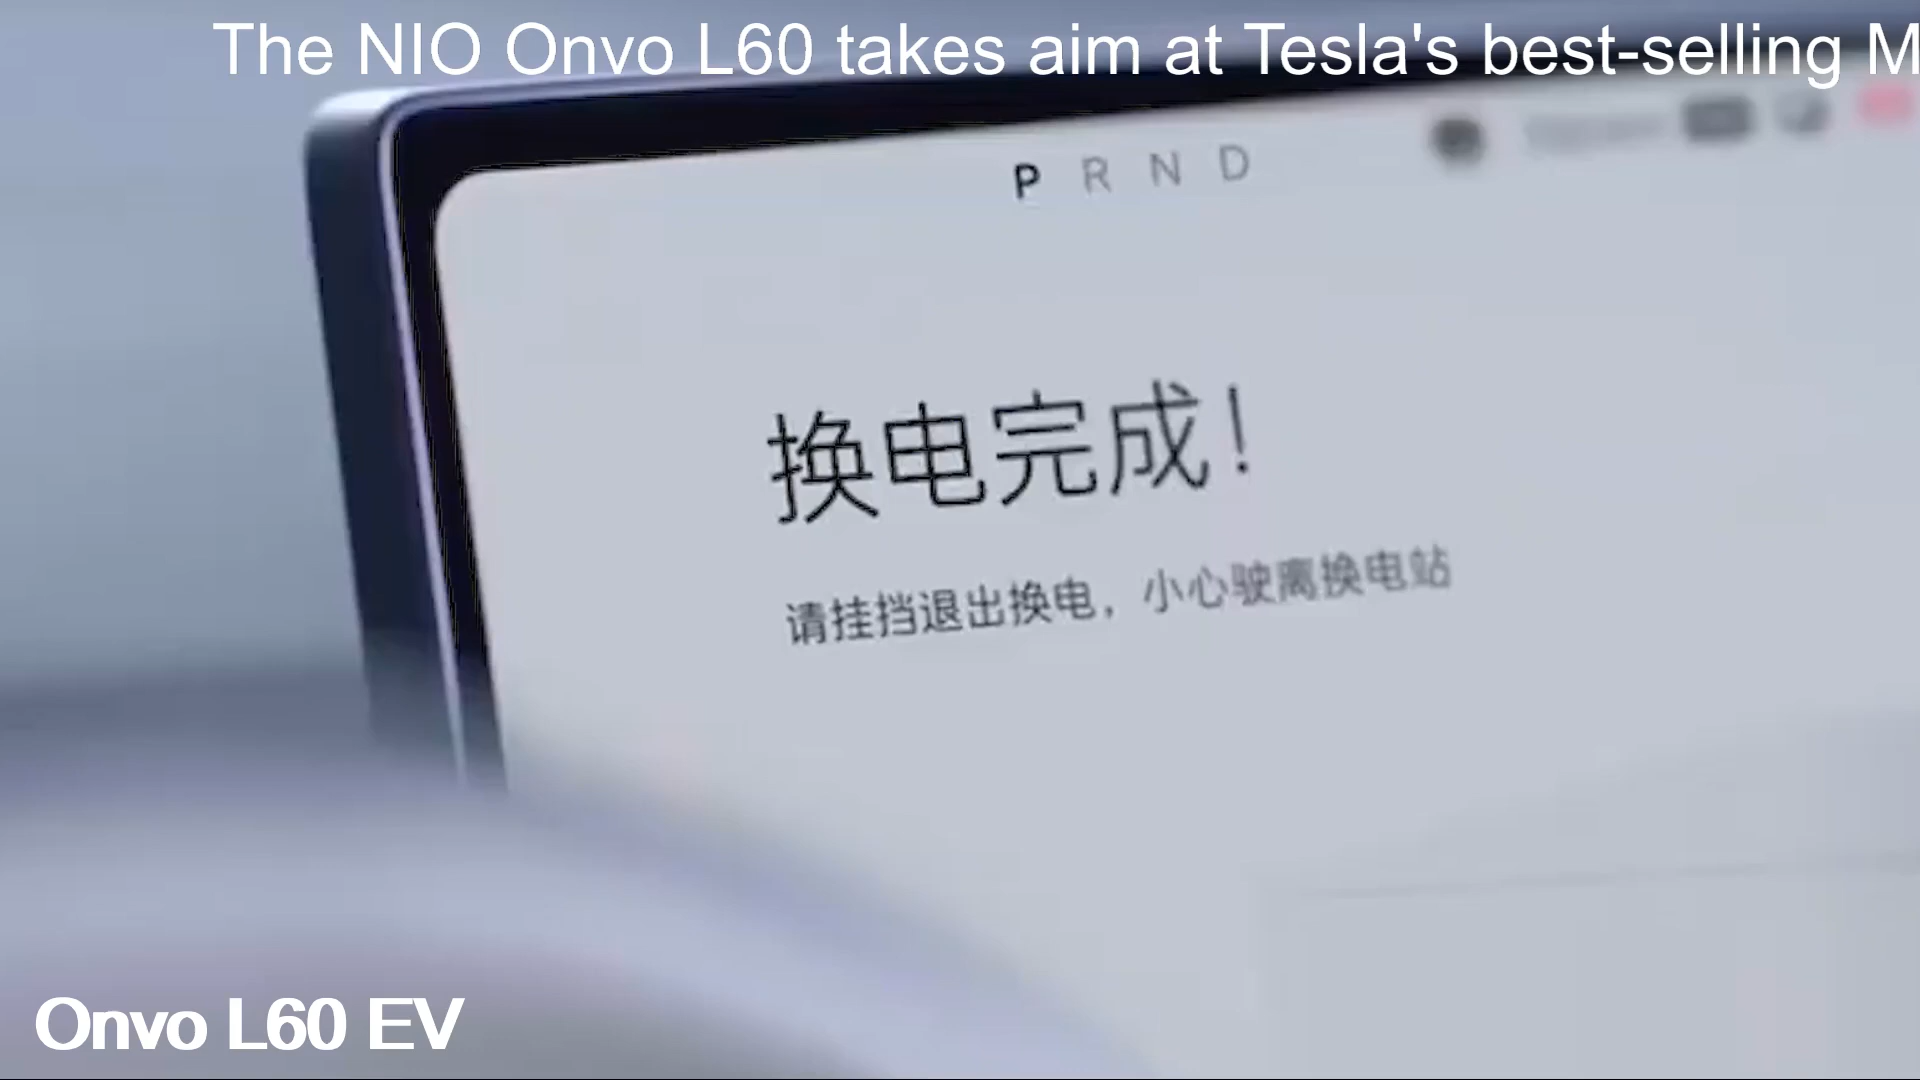 The NIO Onvo L60 takes aim at Tesla's best-selling M
P R N D
换电完成！
请挂挡退出换电，小心驶离换电站
Onvo L60 EV